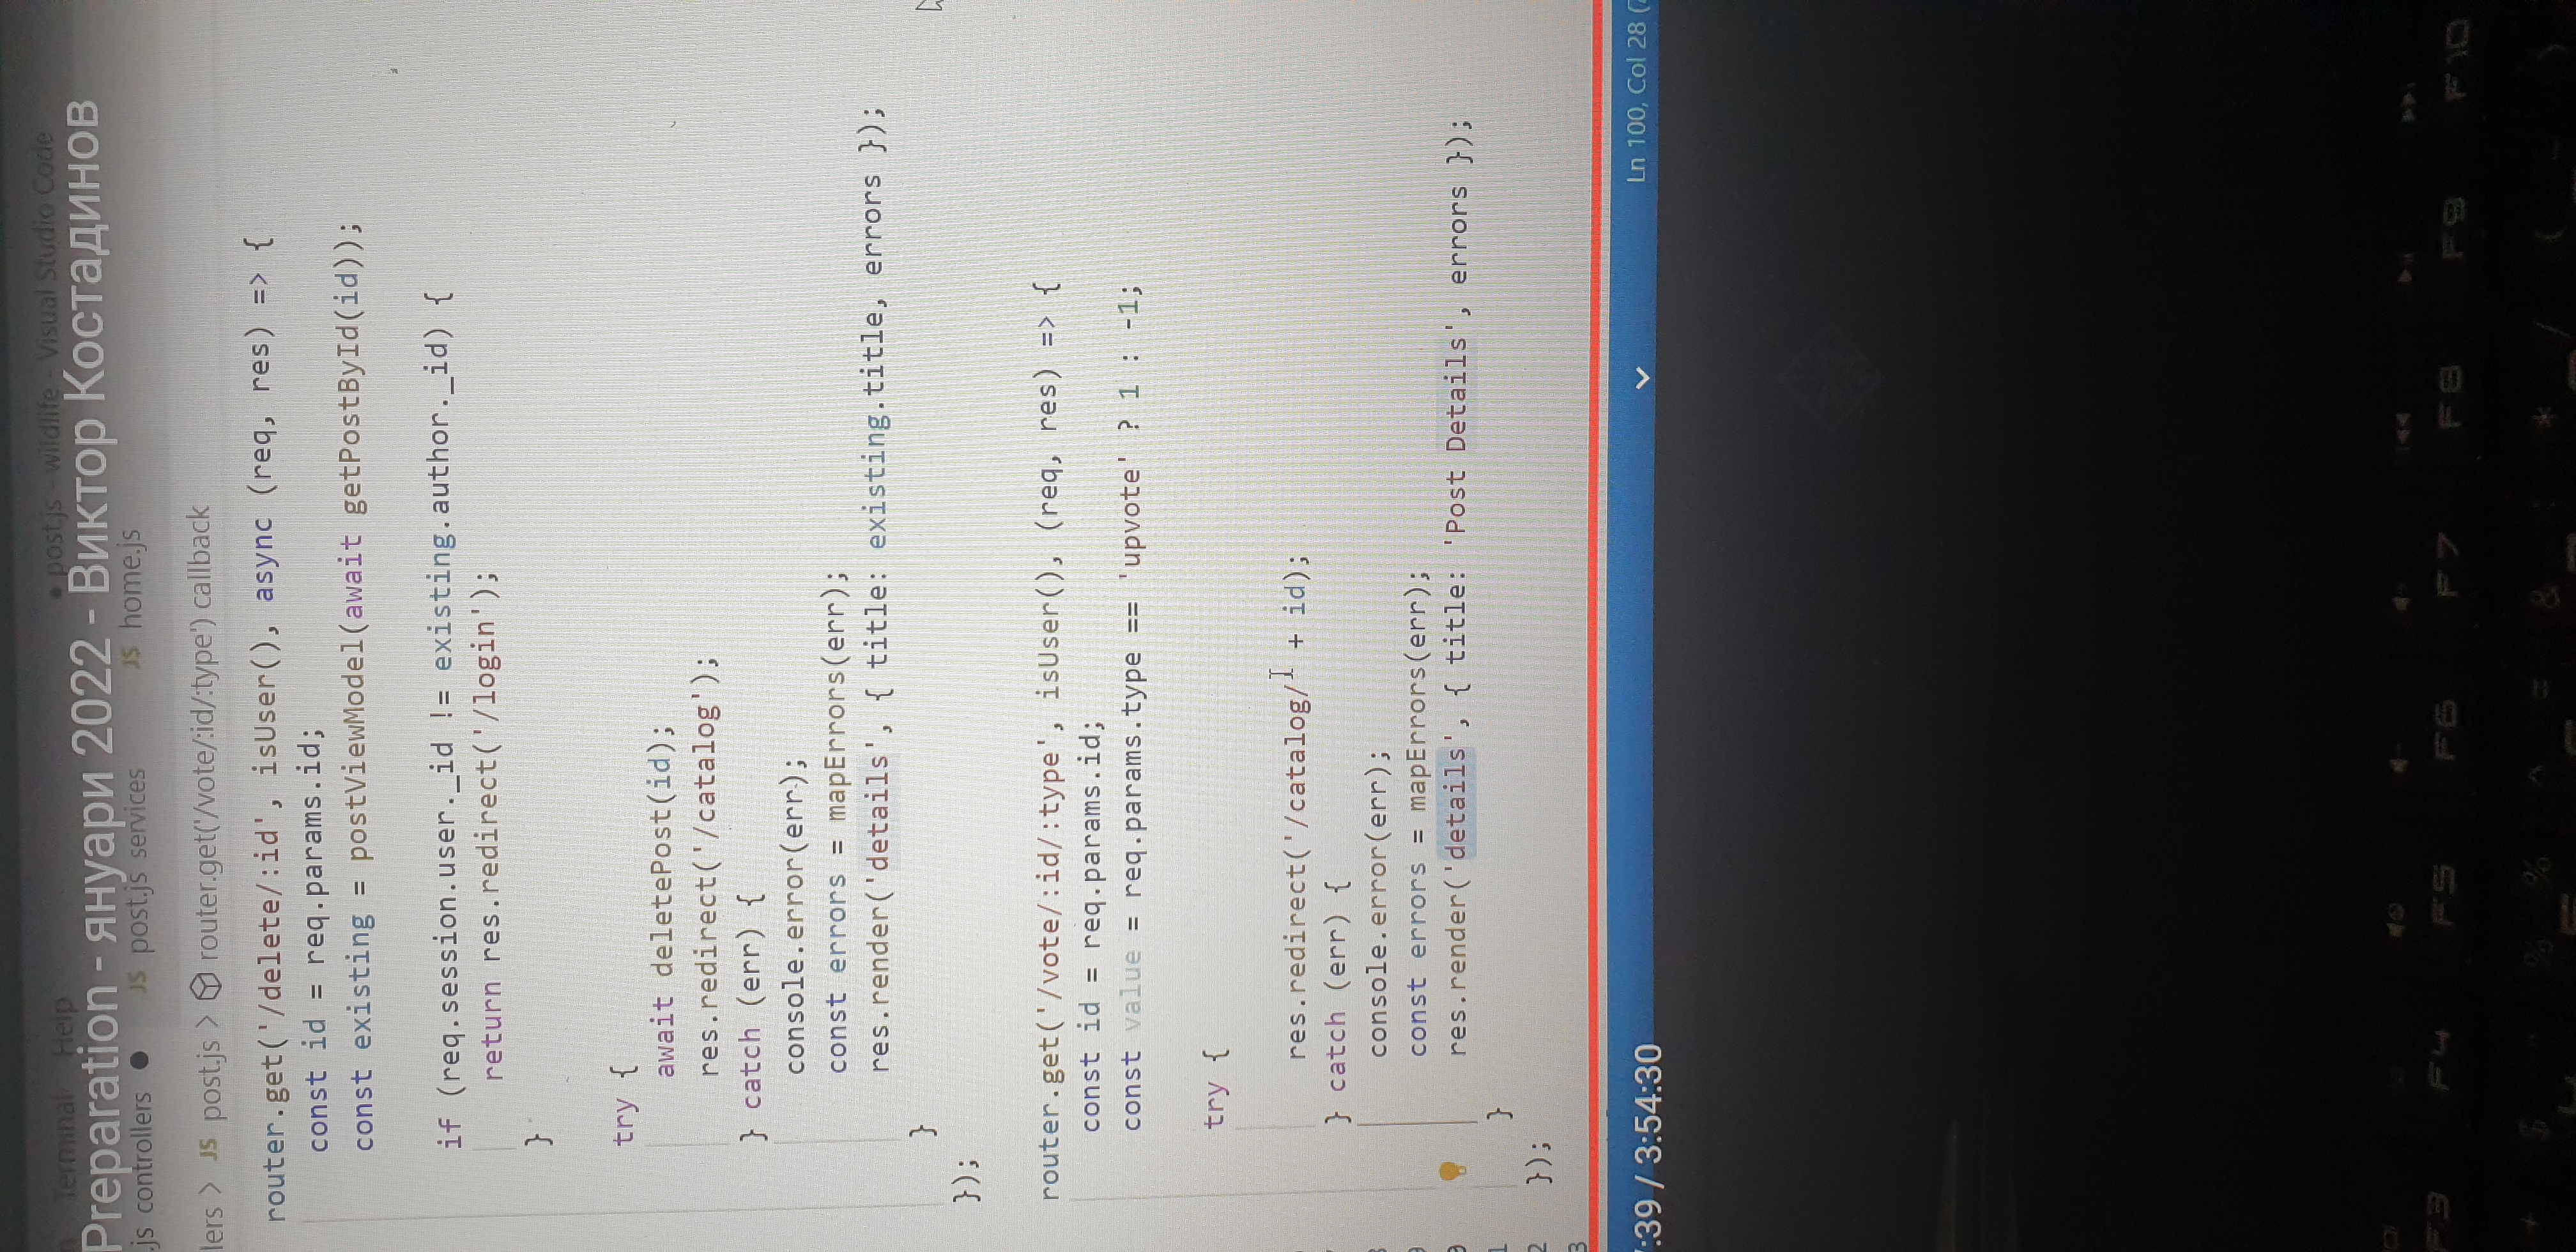 Terminal Help
post.js - wildlife - Visual Studio Code
Preparation - януари 2022 - Виктор Костадинов
.js controllers JS post.js services JS home.js
lers > JS post.js > router.get('/vote/:id/:type') callback
router.get('/delete/:id', isUser(), async (req, res) => {
const id = req.params.id;
const existing = postViewModel(await getPostById(id));
if (req.session.user._id != existing.author._id) {
return res.redirect('/login');
}
try {
await deletePost(id);
res.redirect('/catalog');
} catch (err) {
console.error(err);
const errors = mapErrors(err);
res.render('details', { title: existing.title, errors });
}
});
router.get('/vote/:id/:type', isUser(), (req, res) => {
const id = req.params.id;
const value = req.params.type == 'upvote' ? 1 : -1;
try {
res.redirect('/catalog/' + id);
} catch (err) {
console.error(err);
const errors = mapErrors(err);
res.render('details', { title: 'Post Details', errors });
}
});
:39 / 3:54:30
Ln 100, Col 28
F3 F4 F5 F6 F7 F8 F9 F10
+ $ % % ^ = & * / ( - )